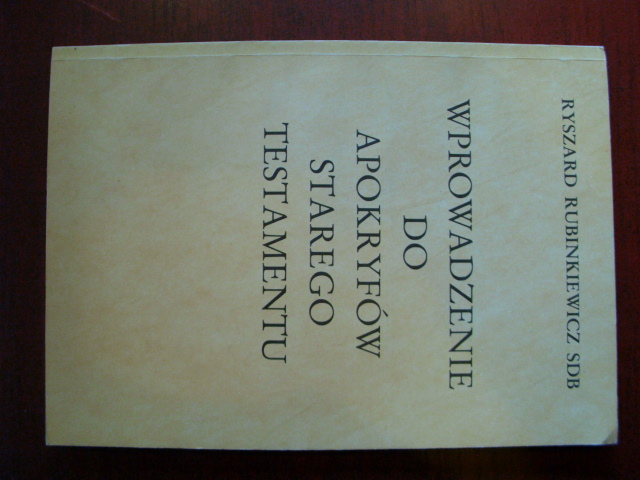 RYSZARD RUBINKIEWICZ SDB
WPROWADZENIE
DO
APOKRYFÓW
STAREGO
TESTAMENTU